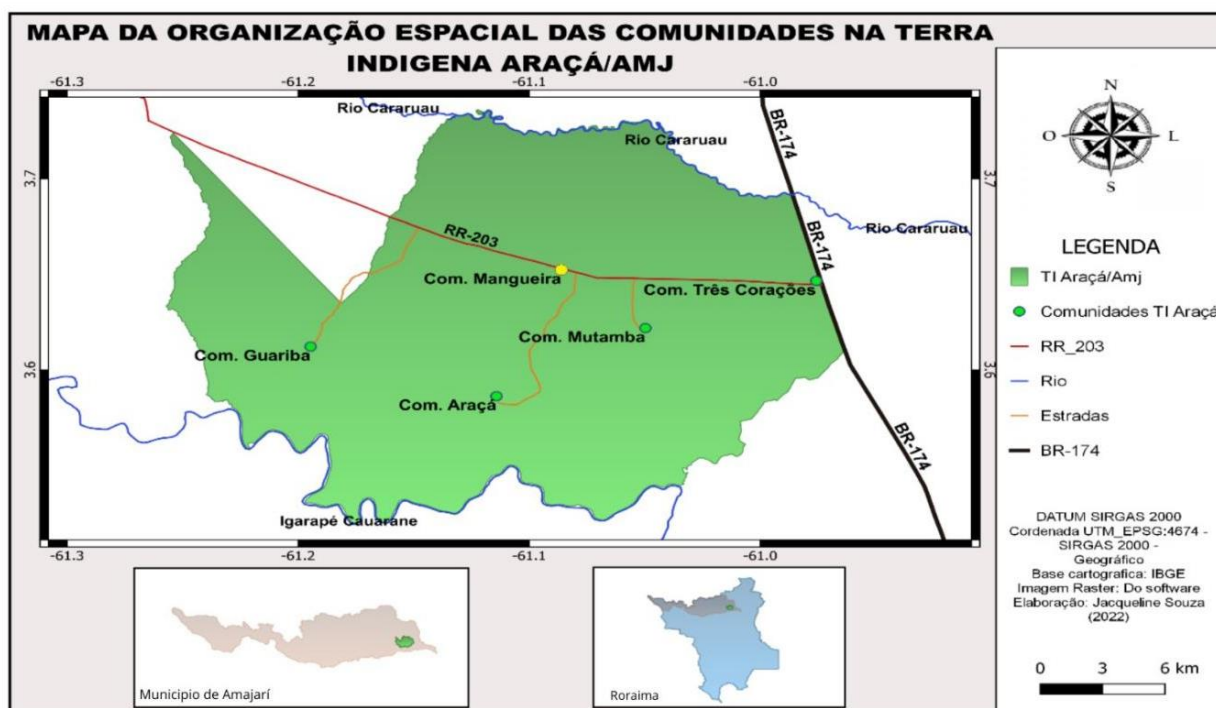 MAPA DA ORGANIZAÇÃO ESPACIAL DAS COMUNIDADES NA TERRA
INDIGENA ARAÇÁ/AMJ
-61.3
-61.2
-61.1
-61.0
Rio Cararuau
Rio Cararuau
Rio Cararuau
BR-174
BR-174
BR-174
3.7
3.7
3.6
3.6
RR-203
Com. Mangueira
Com. Três Corações
Com. Mutamba
Com. Guariba
Com. Araçá
Igarapé Cauarane
-61.3
-61.2
-61.1
-61.0
N
O
L
S
LEGENDA
TI Araçá/Amj
Comunidades TI Araçá
RR_203
Rio
Estradas
BR-174
DATUM SIRGAS 2000
Cordenada UTM_EPSG:4674 -
SIRGAS 2000 -
Geográfico
Base cartografica: IBGE
Imagem Raster: Do software
Elaboração: Jacqueline Souza
(2022)
0 3 6 km
Municipio de Amajarí
Roraima